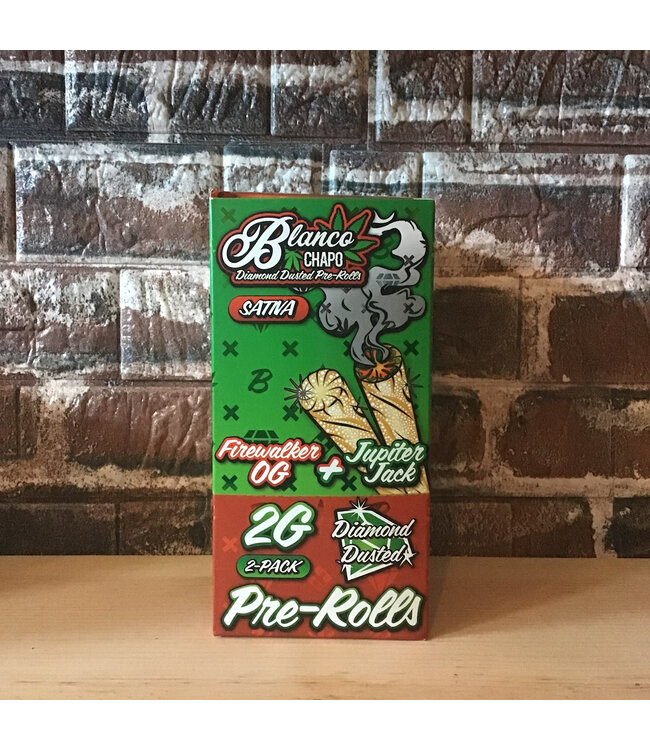 Blanco
CHAPO
Diamond Dusted Pre-Rolls
SATIVA
Firewalker
OG
+
Jupiter
Jack
2G
2-PACK
Diamond
Dusted
Pre-Rolls
B